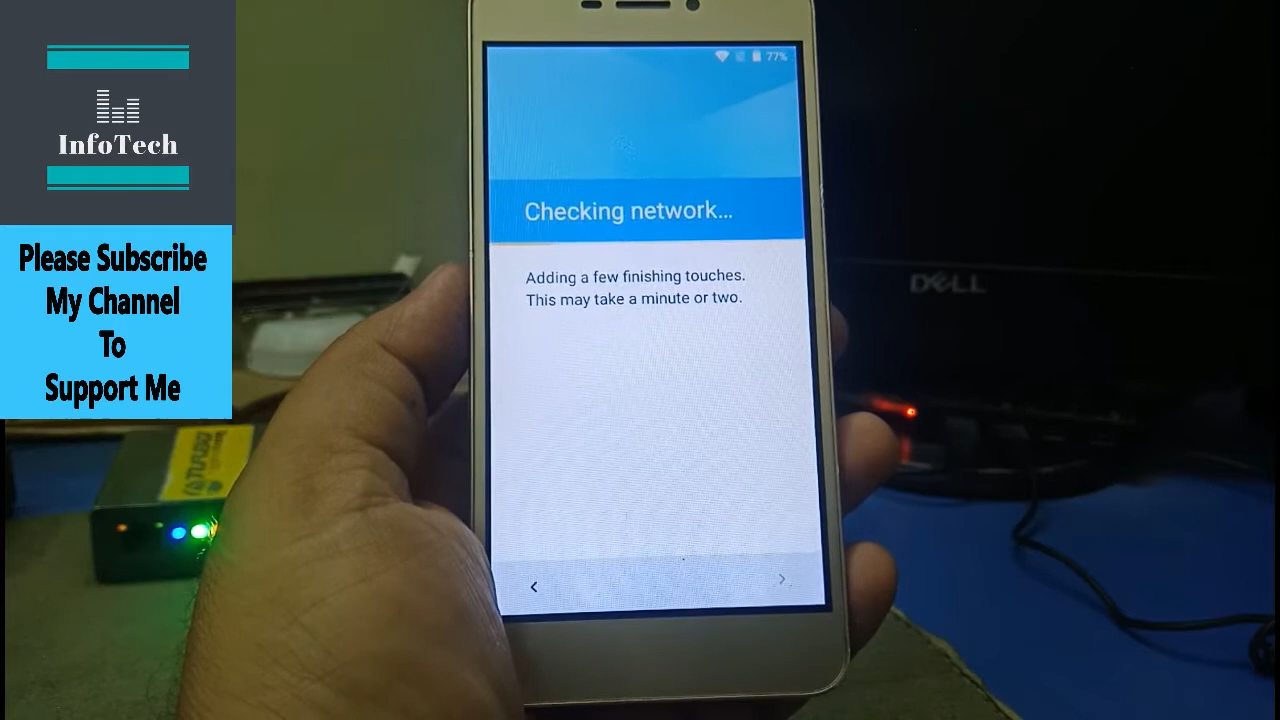 InfoTech
Please Subscribe
My Channel
To
Support Me
77%
Checking network...
Adding a few finishing touches.
This may take a minute or two.
DELL
TURBO